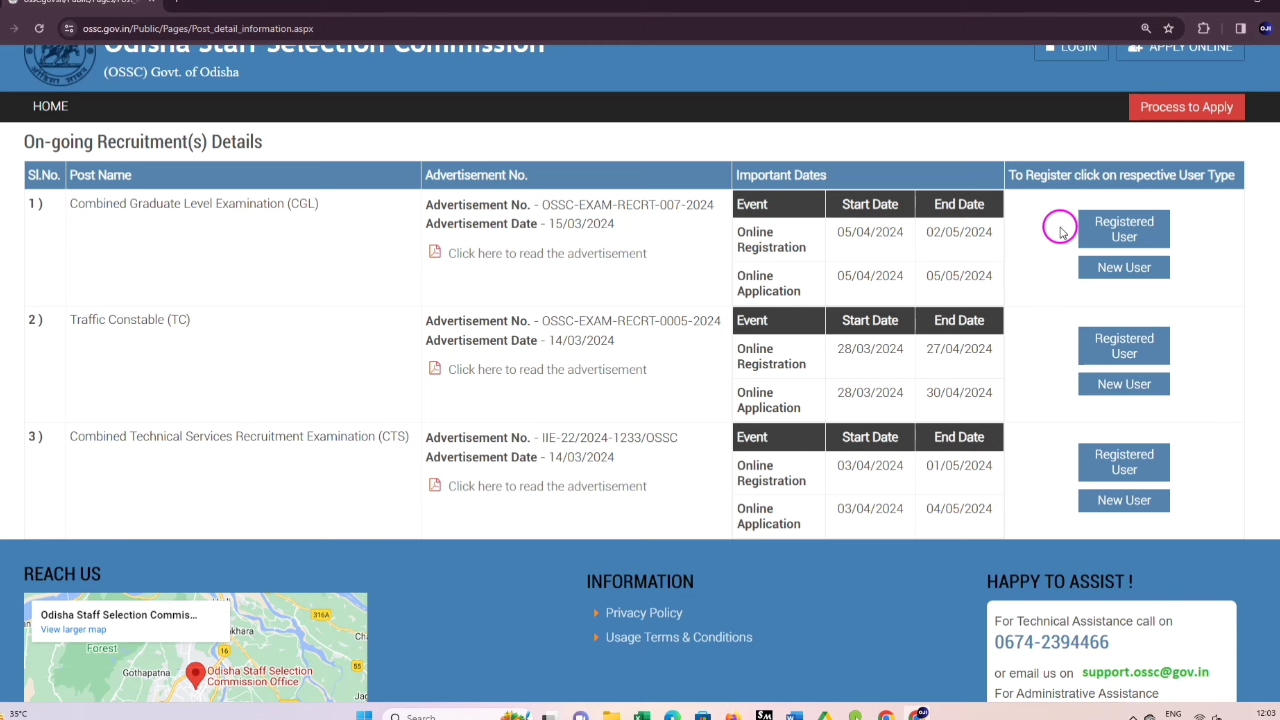 ossc.gov.in/Public/Pages/Post_detail_information.aspx
Odisha Staff Selection Commission
(OSSC) Govt. of Odisha
LOGIN
APPLY ONLINE
HOME
Process to Apply
On-going Recruitment(s) Details
Sl.No. Post Name Advertisement No. Important Dates To Register click on respective User Type
1 ) Combined Graduate Level Examination (CGL)
Advertisement No. - OSSC-EXAM-RECRT-007-2024
Advertisement Date - 15/03/2024
Click here to read the advertisement
Event Start Date End Date
Online Registration 05/04/2024 02/05/2024
Online Application 05/04/2024 05/05/2024
Registered
User
New User
2 ) Traffic Constable (TC)
Advertisement No. - OSSC-EXAM-RECRT-0005-2024
Advertisement Date - 14/03/2024
Click here to read the advertisement
Event Start Date End Date
Online Registration 28/03/2024 27/04/2024
Online Application 28/03/2024 30/04/2024
Registered
User
New User
3 ) Combined Technical Services Recruitment Examination (CTS)
Advertisement No. - IIE-22/2024-1233/OSSC
Advertisement Date - 14/03/2024
Click here to read the advertisement
Event Start Date End Date
Online Registration 03/04/2024 01/05/2024
Online Application 03/04/2024 04/05/2024
Registered
User
New User
REACH US
Odisha Staff Selection Commis...
View larger map
316A
khara
Forest
16
Gothapatna
55
Odisha Staff Selection
Commission Office
INFORMATION
Privacy Policy
Usage Terms & Conditions
HAPPY TO ASSIST !
For Technical Assistance call on
0674-2394466
or email us on support.ossc@gov.in
For Administrative Assistance
35°C
Search
ENG
12:03